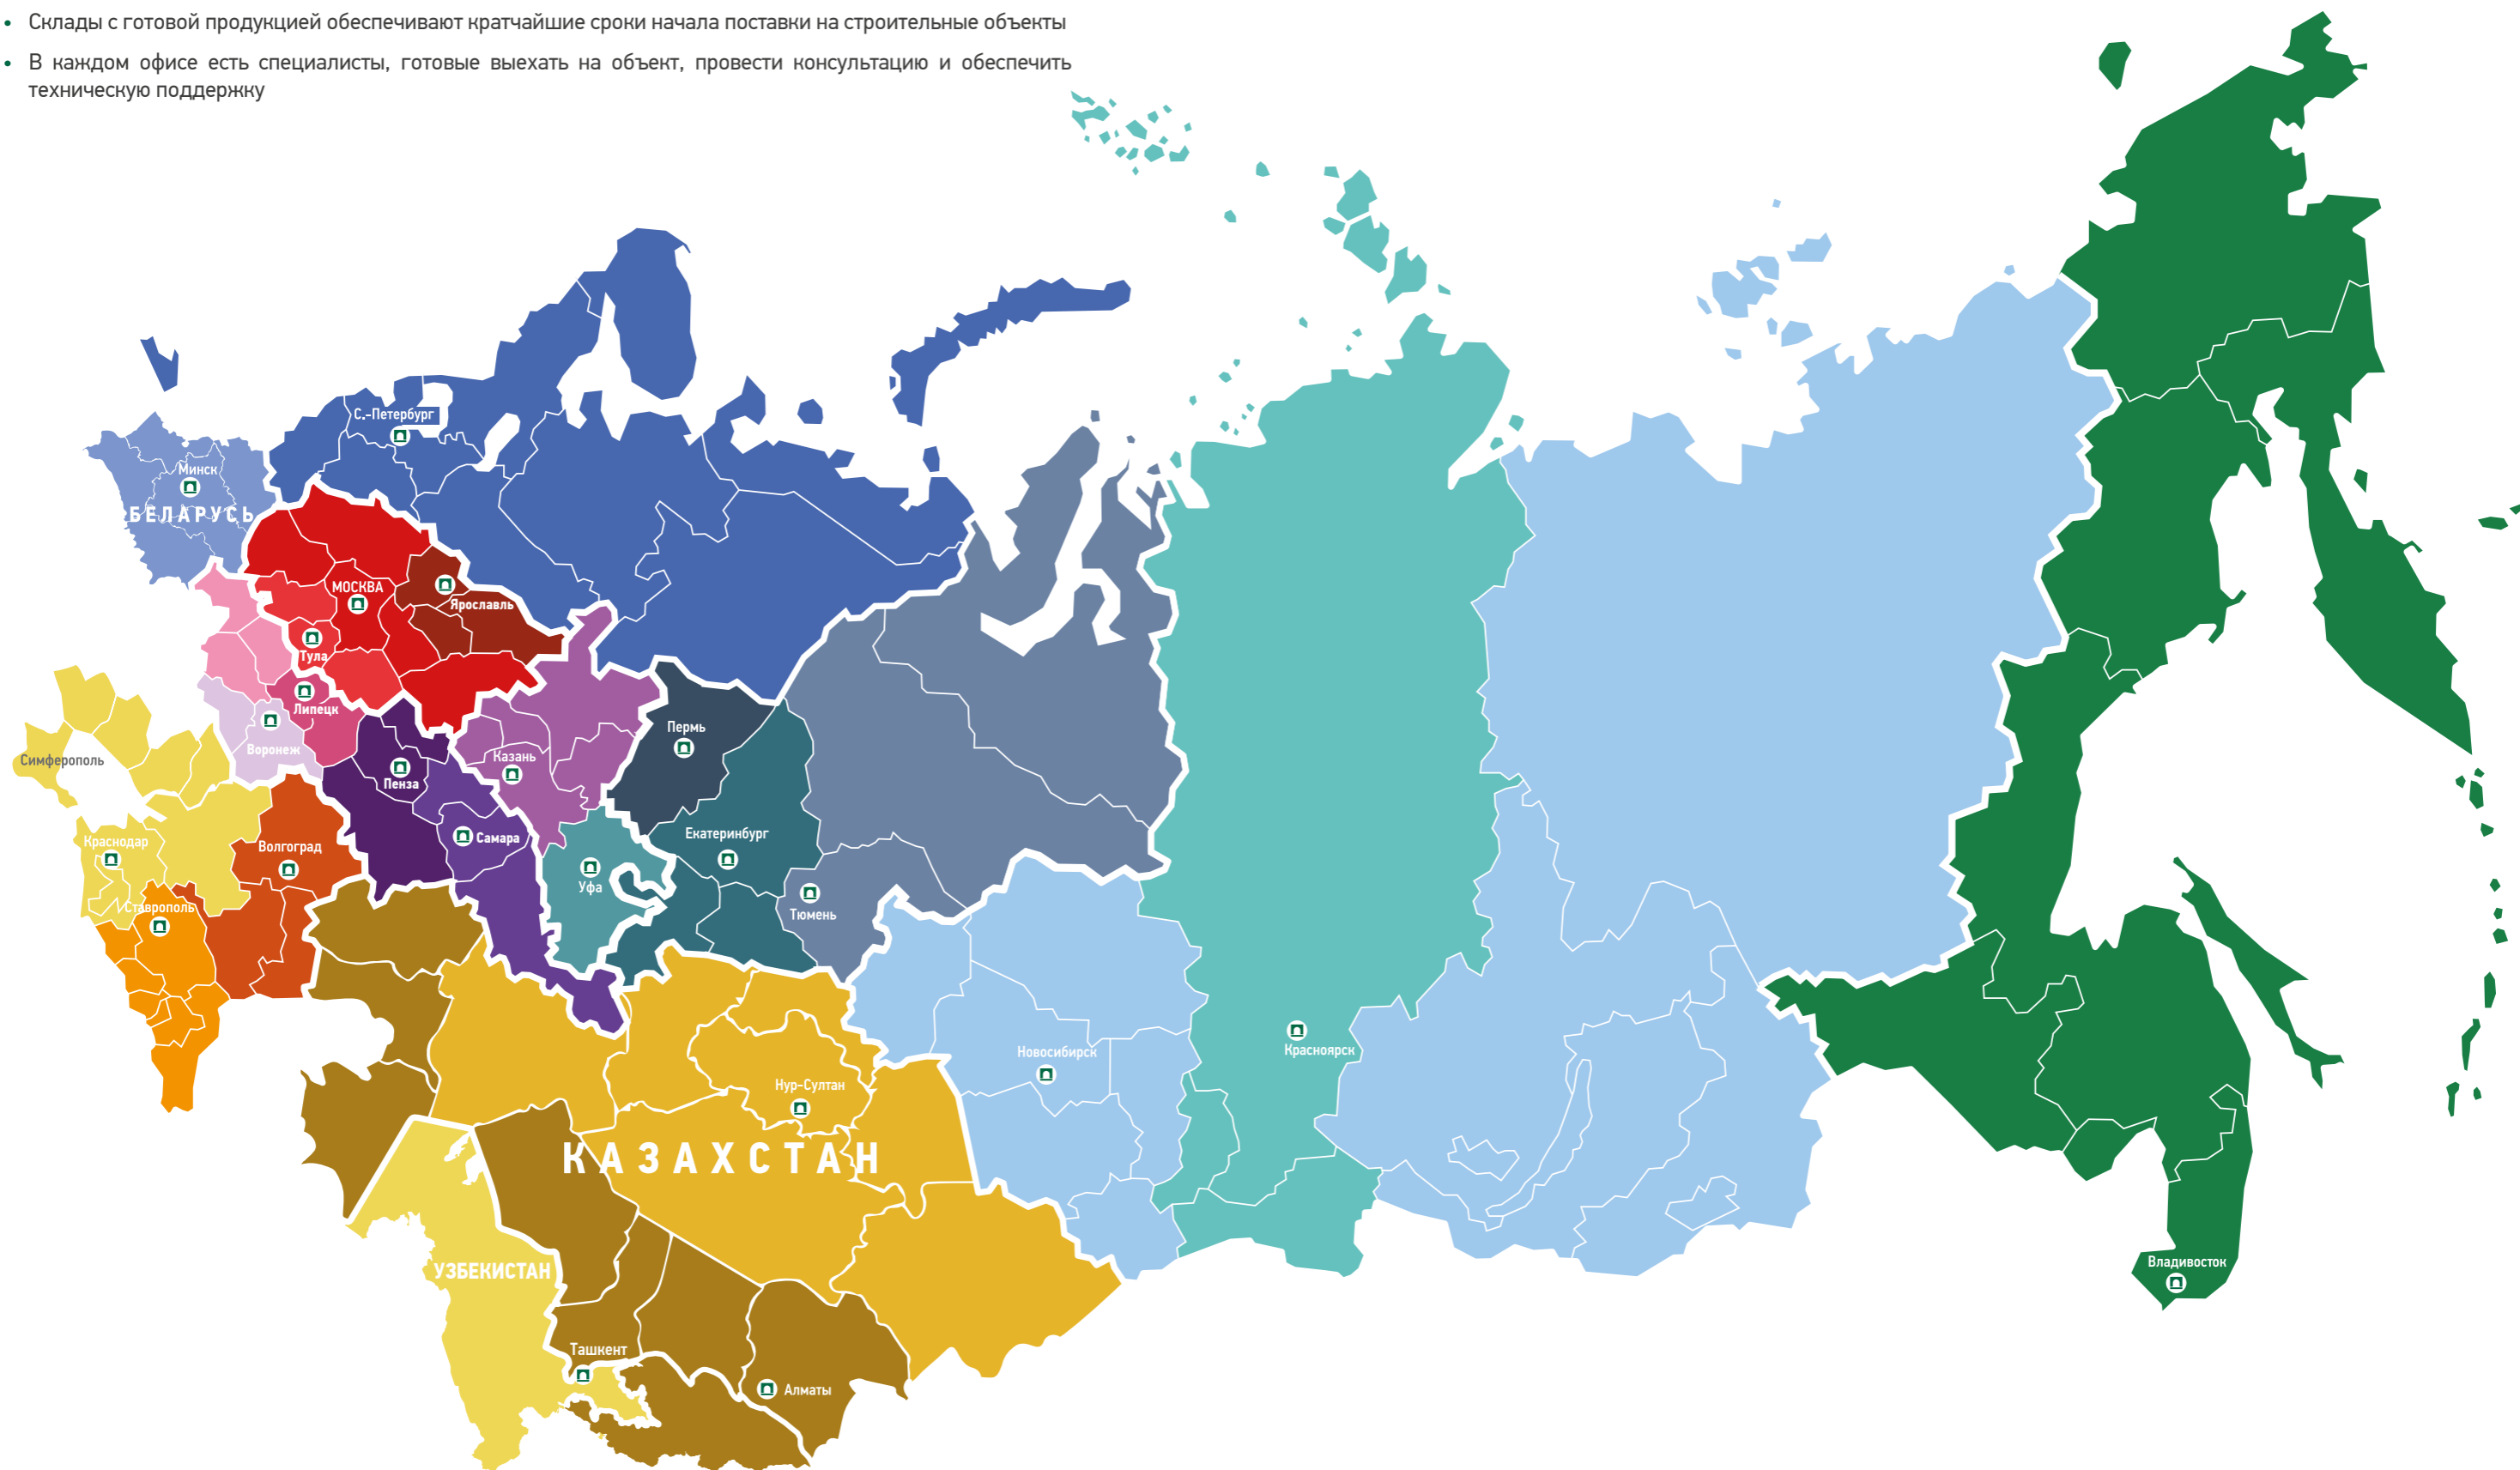 • Склады с готовой продукцией обеспечивают кратчайшие сроки начала поставки на строительные объекты
• В каждом офисе есть специалисты, готовые выехать на объект, провести консультацию и обеспечить
техническую поддержку
С.-Петербург
Минск
БЕЛАРУСЬ
МОСКВА
Ярославль
Тула
Липецк
Воронеж
Симферополь
Пермь
Казань
Пенза
Самара
Екатеринбург
Краснодар
Волгоград
Уфа
Ставрополь
Тюмень
Новосибирск
Красноярск
Нур-Султан
КАЗАХСТАН
УЗБЕКИСТАН
Владивосток
Ташкент
Алматы